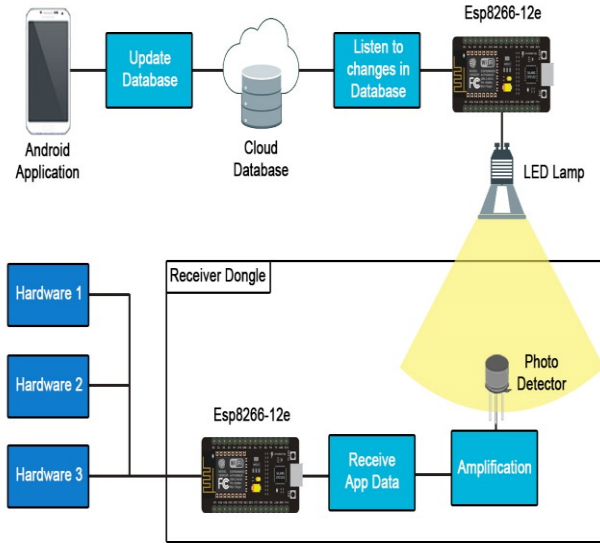 Esp8266-12e
Update
Database
Listen to
changes in
Database
Android
Application
Cloud
Database
LED Lamp
Receiver Dongle
Hardware 1
Hardware 2
Hardware 3
Photo
Detector
Esp8266-12e
Receive
App Data
Amplification